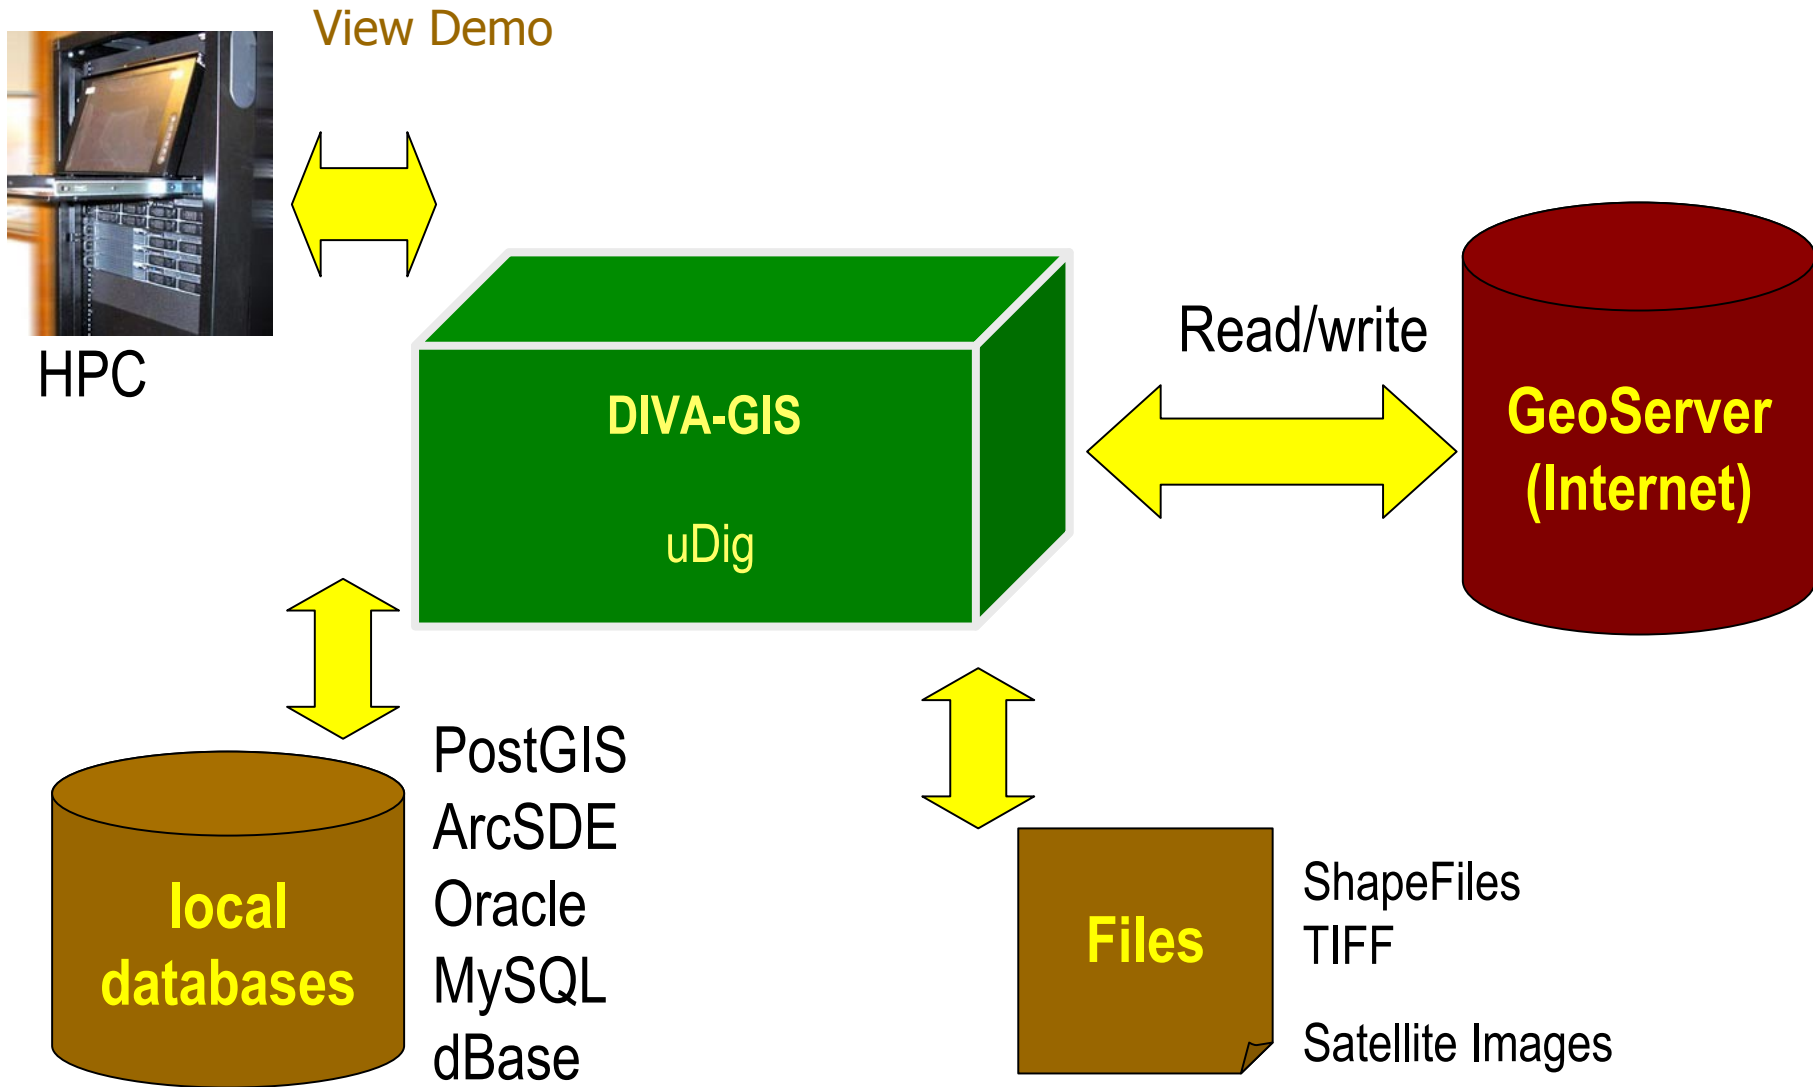 View Demo
HPC
DIVA-GIS
uDig
Read/write
GeoServer
(Internet)
local
databases
PostGIS
ArcSDE
Oracle
MySQL
dBase
Files
ShapeFiles
TIFF
Satellite Images